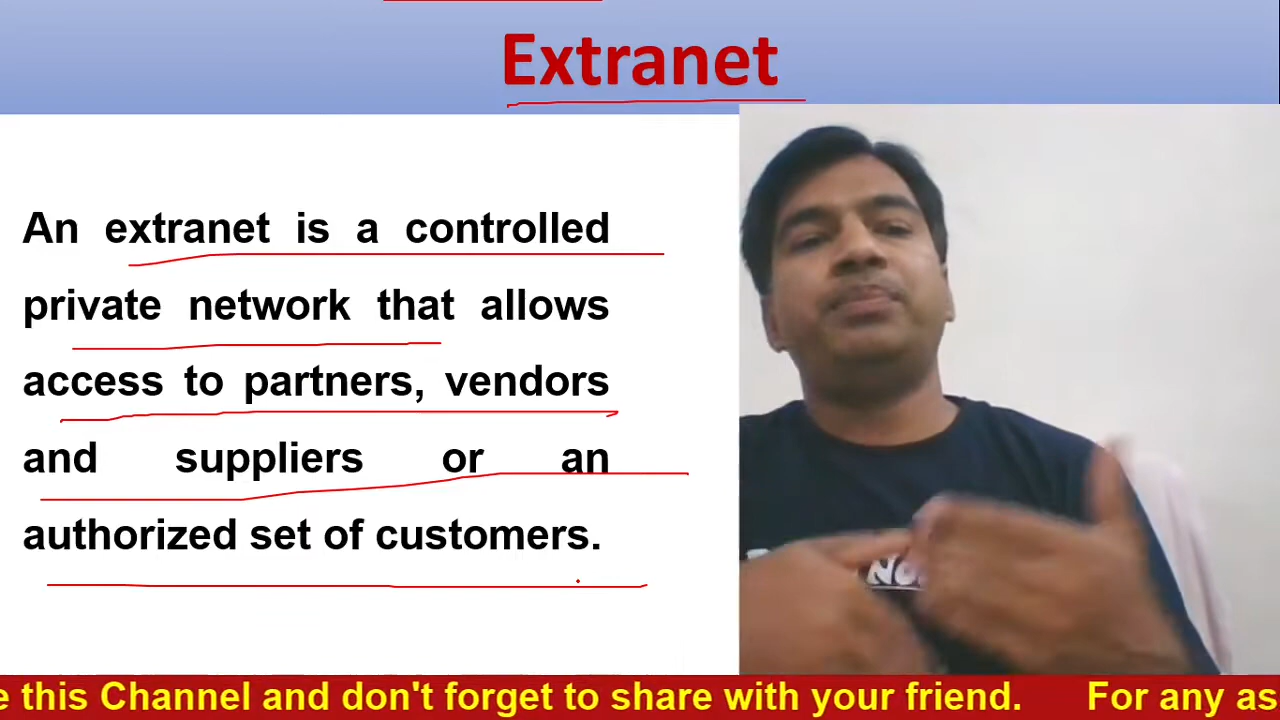 Extranet
An extranet is a controlled
private network that allows
access to partners, vendors
and suppliers or an
authorized set of customers.
this Channel and don't forget to share with your friend. For any